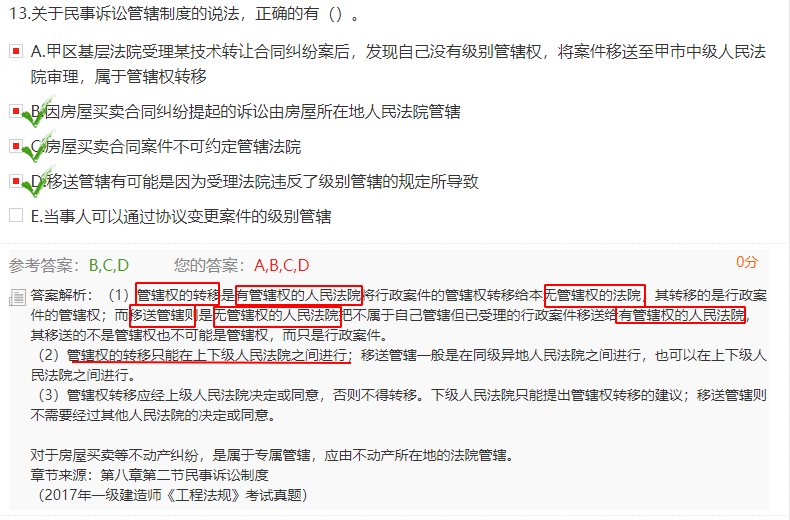 13.关于民事诉讼管辖制度的说法，正确的有（）。
A.甲区基层法院受理某技术转让合同纠纷案后，发现自己没有级别管辖权，将案件移送至甲市中级人民法
院审理，属于管辖权转移
B.因房屋买卖合同纠纷提起的诉讼由房屋所在地人民法院管辖
C.房屋买卖合同案件不可约定管辖法院
D.移送管辖有可能是因为受理法院违反了级别管辖的规定所导致
E.当事人可以通过协议变更案件的级别管辖
参考答案： B,C,D 您的答案： A,B,C,D 0分
答案解析：（1）管辖权的转移是有管辖权的人民法院将行政案件的管辖权转移给本无管辖权的法院，其转移的是行政案
件的管辖权；而移送管辖则是无管辖权的人民法院把不属于自己管辖但已受理的行政案件移送给有管辖权的人民法院，
其移送的不是管辖权也不可能是管辖权，而只是行政案件。
（2）管辖权的转移只能在上下级人民法院之间进行；移送管辖一般是在同级异地人民法院之间进行，也可以在上下级人
民法院之间进行。
（3）管辖权转移应经上级人民法院决定或同意，否则不得转移。下级人民法院只能提出管辖权转移的建议；移送管辖则
不需要经过其他人民法院的决定或同意。
对于房屋买卖等不动产纠纷，是属于专属管辖，应由不动产所在地的法院管辖。
章节来源：第八章第二节民事诉讼制度
（2017年一级建造师《工程法规》考试真题）